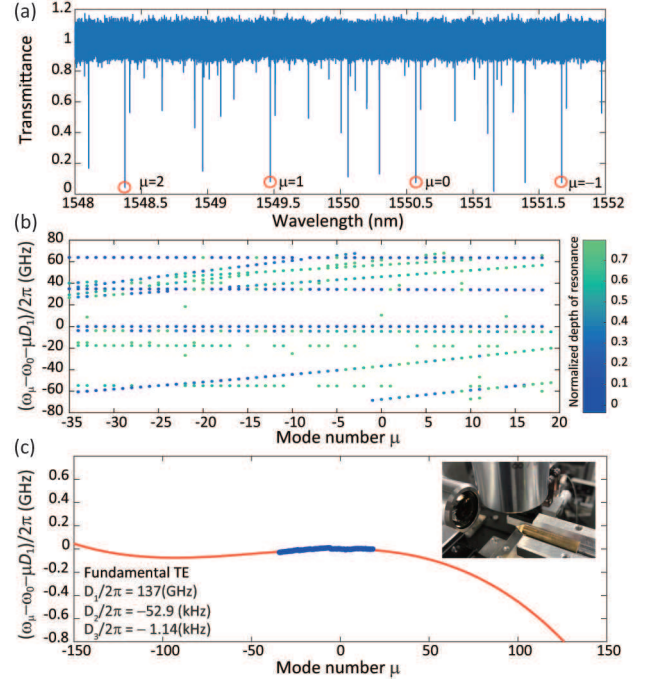 (a)
Transmittance
1.2
1
0.8
0.6
0.4
0.2
0
μ=2
μ=1
μ=0
μ=−1
1548 1548.5 1549 1549.5 1550 1550.5 1551 1551.5 1552
Wavelength (nm)
(b)
(ωμ−ω0−μD1)/2π (GHz)
80
60
40
20
0
-20
-40
-60
-80
-35 -30 -25 -20 -15 -10 -5 0 5 10 15 20
Mode number μ
Normalized depth of resonance
0.7
0.6
0.5
0.4
0.3
0.2
0.1
0
(c)
(ωμ−ω0−μD1)/2π (GHz)
0.6
0.4
0.2
0
-0.2
-0.4
-0.6
-0.8
Fundamental TE
D1/2π = 137(GHz)
D2/2π = −52.9 (kHz)
D3/2π = − 1.14(kHz)
-150 -100 -50 0 50 100 150
Mode number μ